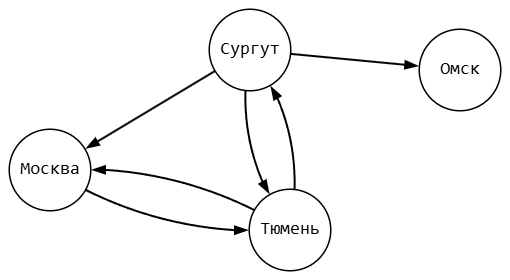 Сургут
Омск
Москва
Тюмень